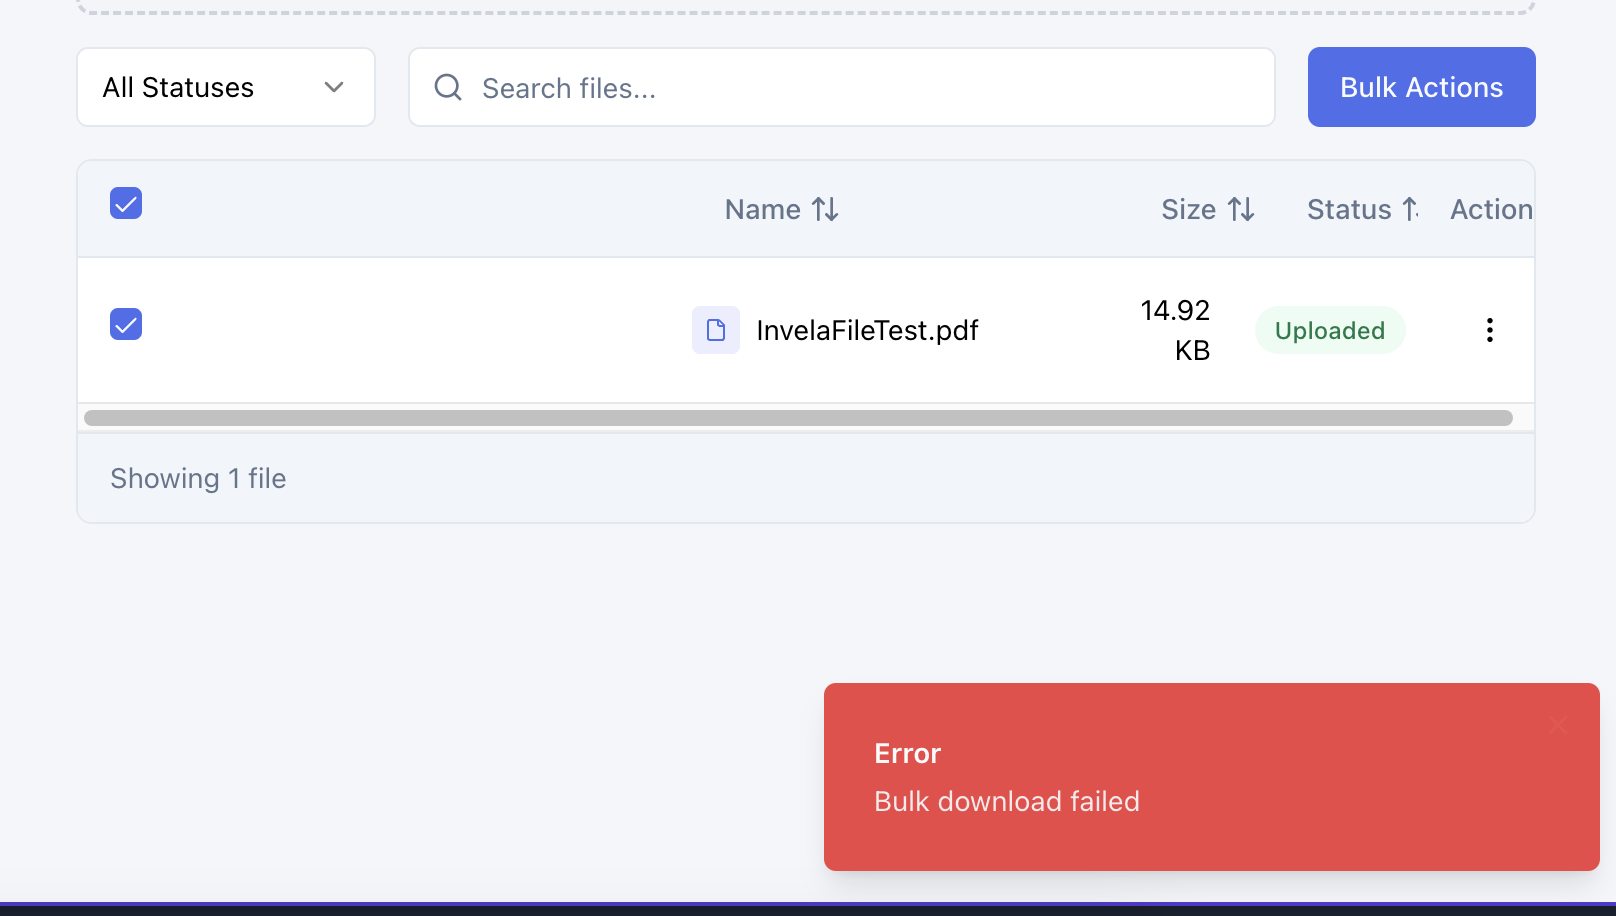 All Statuses
Search files...
Bulk Actions
Name
Size
Status
Action
InvelaFileTest.pdf
14.92
KB
Uploaded
Showing 1 file
Error
Bulk download failed